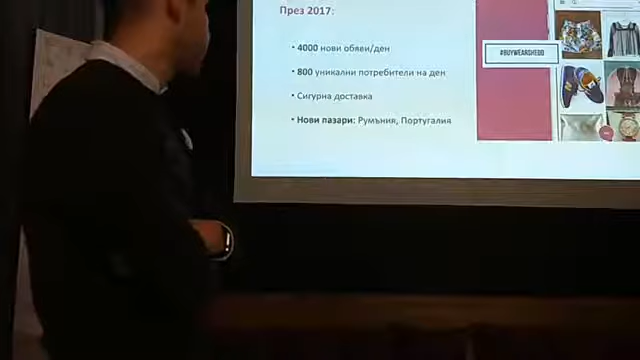 През 2017:
• 4000 нови обяви/ден
• 800 уникални потребители на ден
• Сигурна доставка
• Нови пазари: Румъния, Португалия
#BUYWEARSHEDD